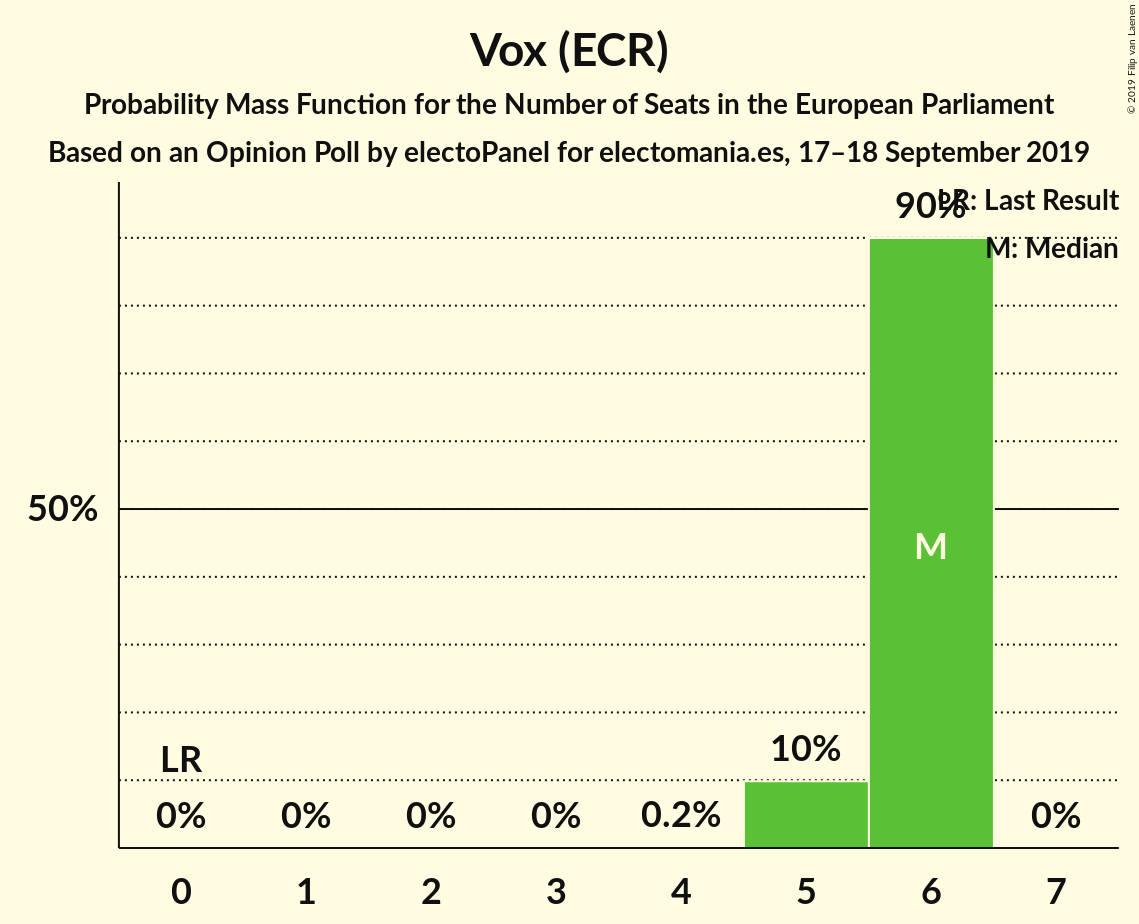 Vox (ECR)
Probability Mass Function for the Number of Seats in the European Parliament
Based on an Opinion Poll by electoPanel for electomania.es, 17–18 September 2019
© 2019 Filip van Laenen
LR: Last Result
M: Median
90%
50%
M
10%
LR
0% 0% 0% 0% 0.2% 0%
0 1 2 3 4 5 6 7